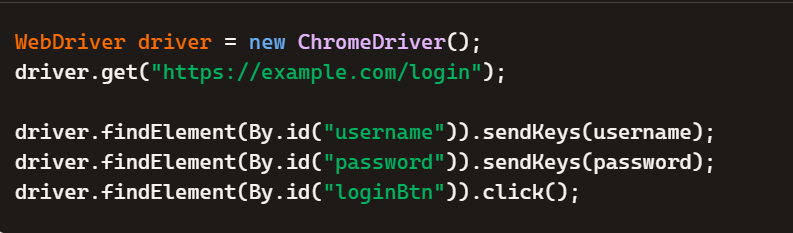 WebDriver driver = new ChromeDriver();
driver.get("https://example.com/login");
driver.findElement(By.id("username")).sendKeys(username);
driver.findElement(By.id("password")).sendKeys(password);
driver.findElement(By.id("loginBtn")).click();